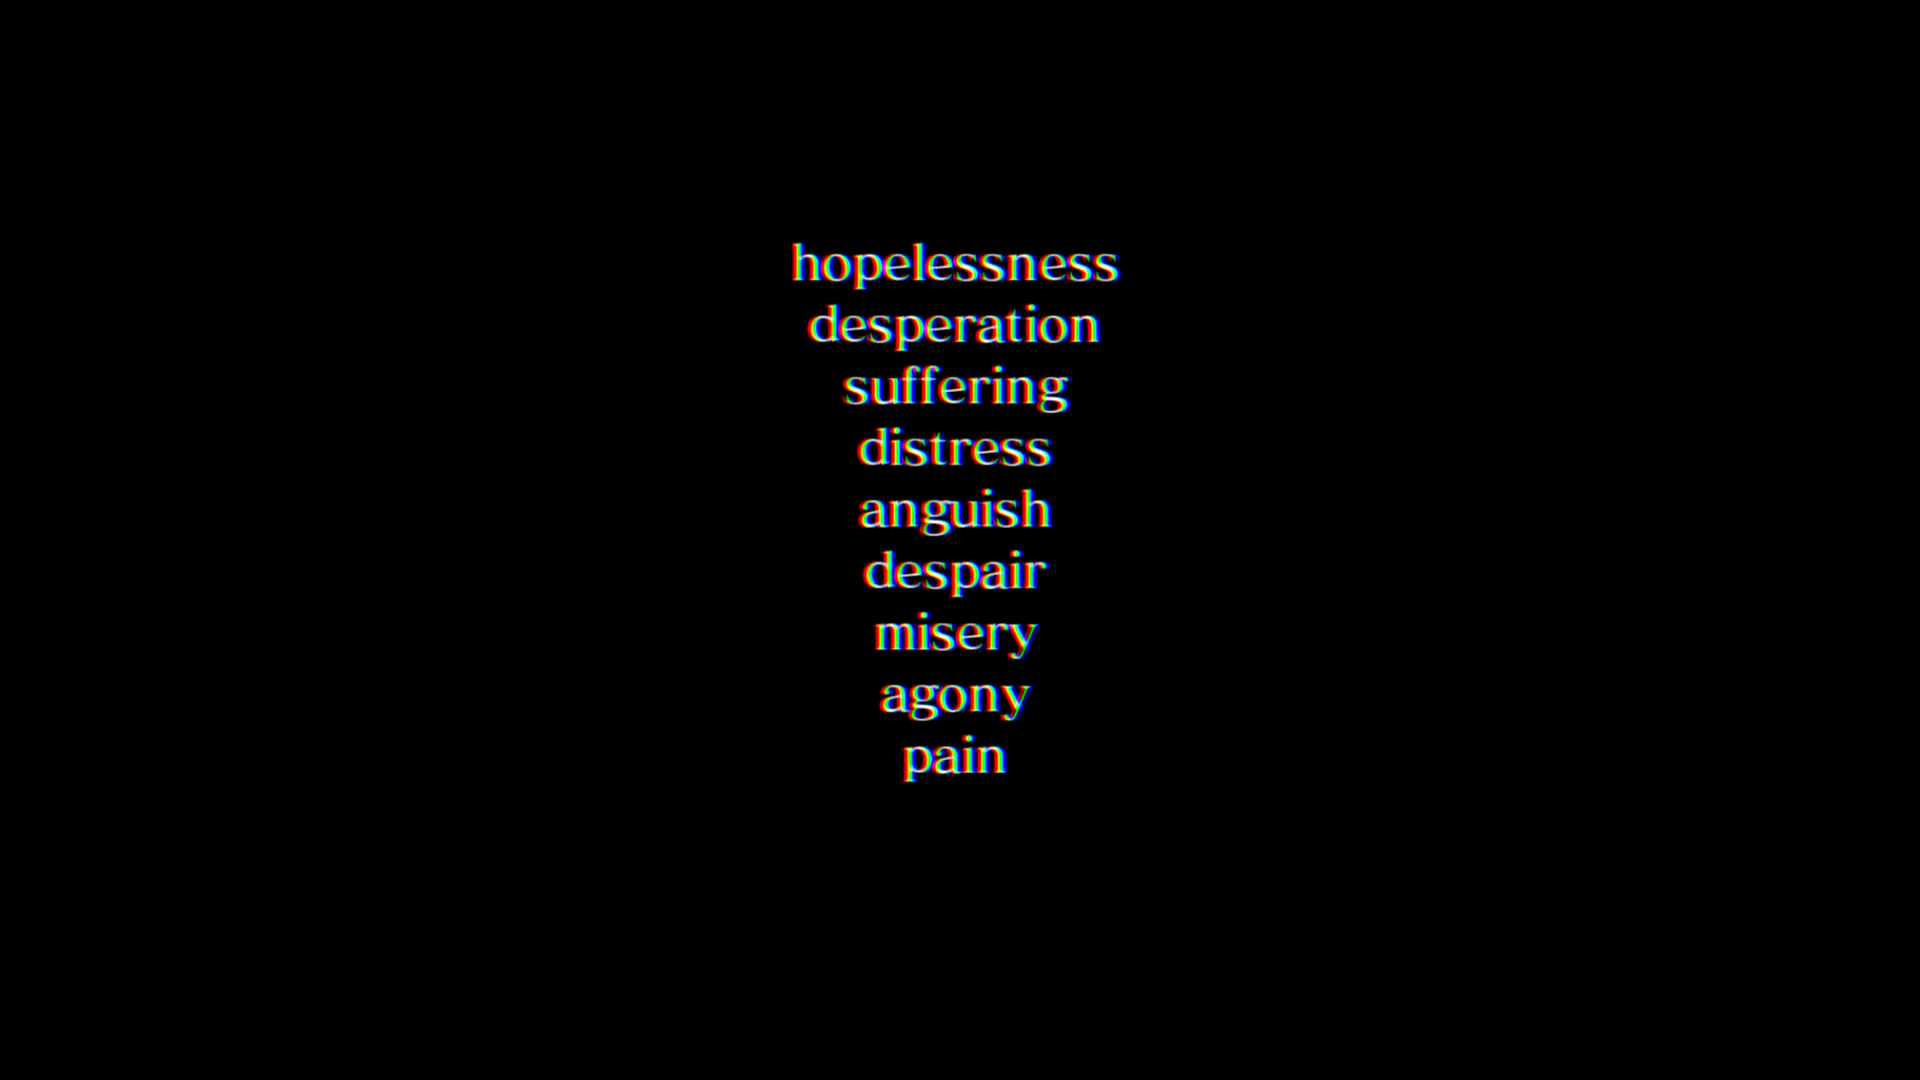 hopelessness
desperation
suffering
distress
anguish
despair
misery
agony
pain